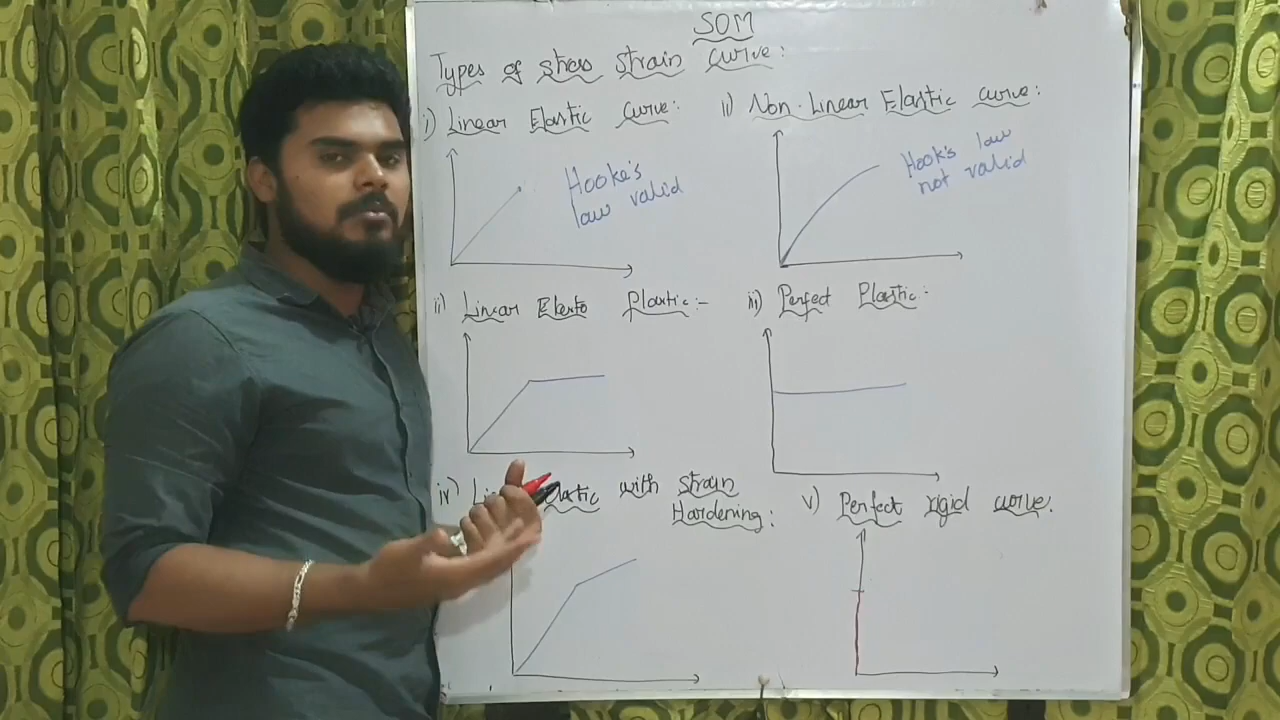 SOM
Types of stress strain curve:
i) Linear Elastic Curve:
ii) Non-Linear Elastic curve:
Hooke's
law valid
Hook's law
not valid
ii) Linear Elasto Plastic:-
iii) Perfect Plastic:-
iv) with Strain
Hardening:
v) Perfect rigid curve.